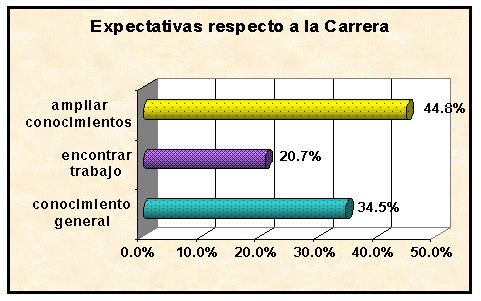 Expectativas respecto a la Carrera
ampliar
conocimientos
44.8%
encontrar
trabajo
20.7%
conocimiento
general
34.5%
0.0% 10.0% 20.0% 30.0% 40.0% 50.0%